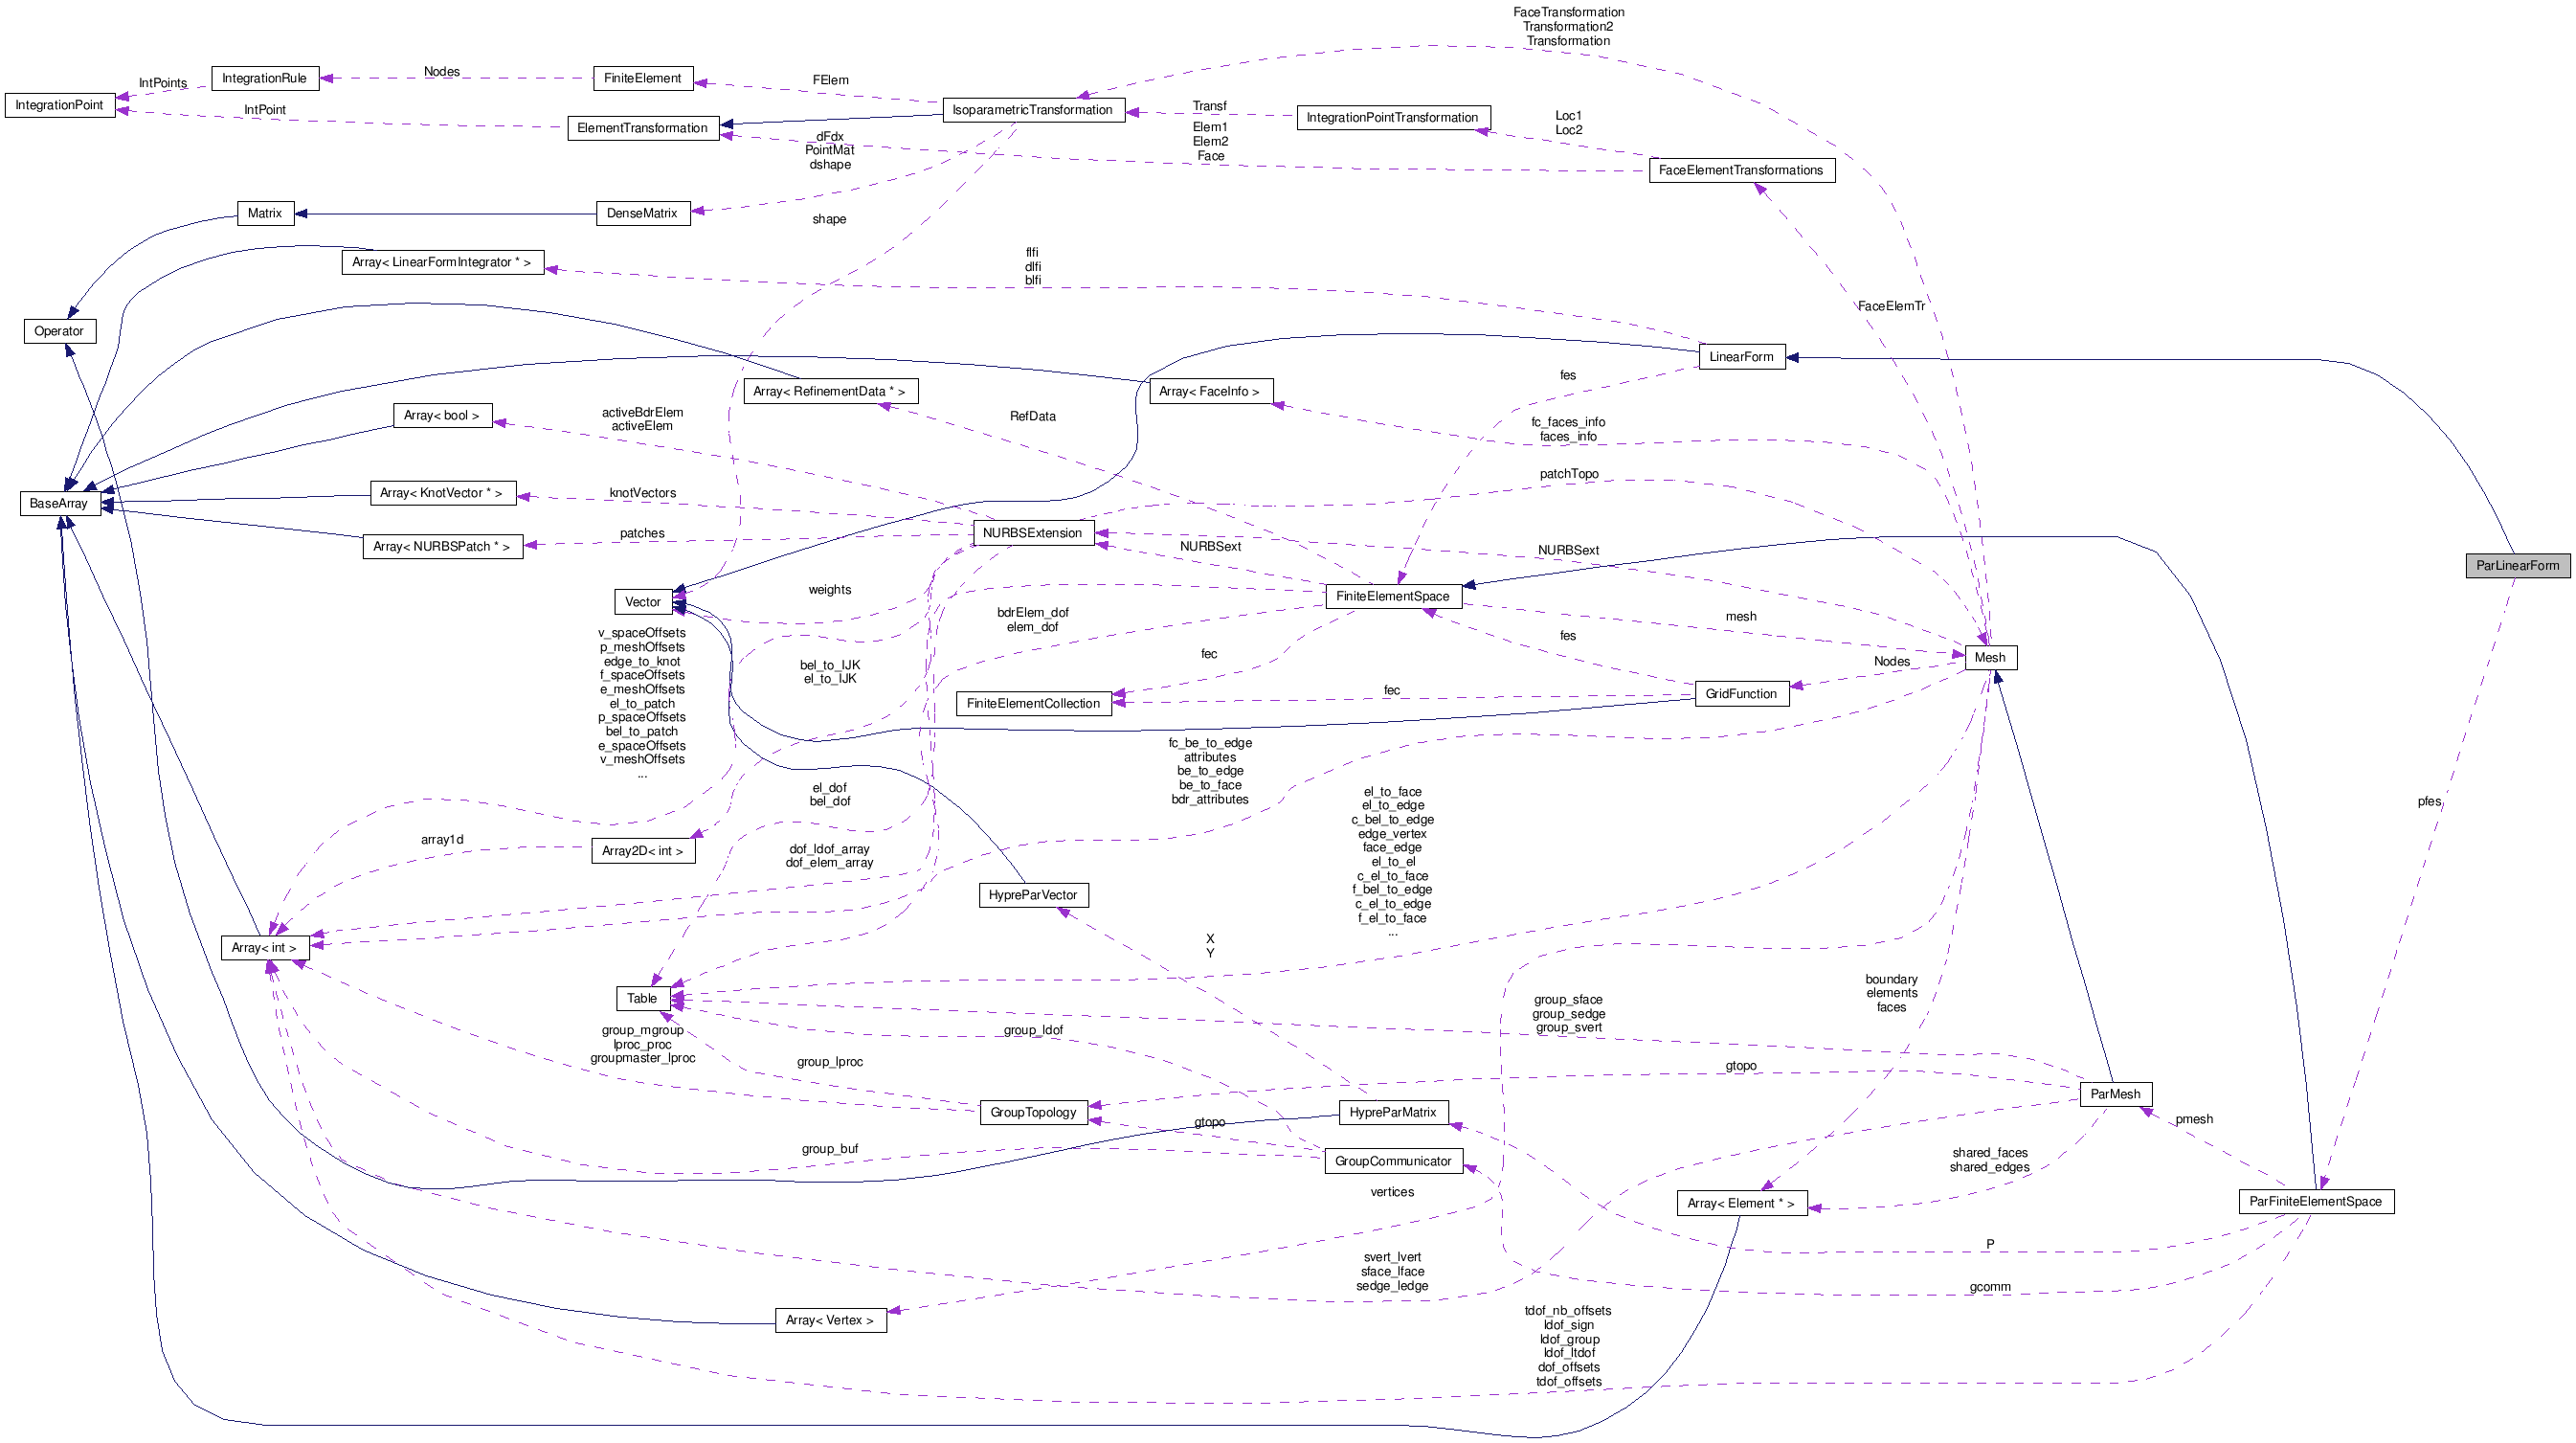 FaceTransformation
Transformation2
Transformation
IntegrationRule
Nodes
FiniteElement
FElem
IntPoints
IntegrationPoint
IntPoint
ElementTransformation
IsoparametricTransformation
Transf
IntegrationPointTransformation
Loc1
Loc2
dFdx
PointMat
dshape
Elem1
Elem2
Face
FaceElementTransformations
Matrix
DenseMatrix
shape
Array< LinearFormIntegrator * >
flfi
dlfi
blfi
FaceElemTr
Operator
LinearForm
Array< RefinementData * >
Array< FaceInfo >
fes
Array< bool >
activeBdrElem
activeElem
RefData
fc_faces_info
faces_info
BaseArray
Array< KnotVector * >
knotVectors
patchTopo
Array< NURBSPatch * >
patches
NURBSExtension
NURBSext
NURBSext
ParLinearForm
Vector
weights
FiniteElementSpace
bdrElem_dof
elem_dof
mesh
v_spaceOffsets
p_meshOffsets
edge_to_knot
f_spaceOffsets
e_meshOffsets
el_to_patch
p_spaceOffsets
bel_to_patch
e_spaceOffsets
v_meshOffsets
...
bel_to_IJK
el_to_IJK
fec
fes
Nodes
Mesh
FiniteElementCollection
fec
GridFunction
fc_be_to_edge
attributes
be_to_edge
be_to_face
bdr_attributes
el_dof
bel_dof
el_to_face
el_to_edge
c_bel_to_edge
edge_vertex
face_edge
el_to_el
c_el_to_face
f_bel_to_edge
c_el_to_edge
f_el_to_face
...
pfes
array1d
Array2D< int >
dof_ldof_array
dof_elem_array
HypreParVector
Array< int >
X
Y
Table
boundary
elements
faces
group_sface
group_sedge
group_svert
group_mgroup
lproc_proc
groupmaster_lproc
group_ldof
group_lproc
gtopo
ParMesh
GroupTopology
HypreParMatrix
gtopo
pmesh
group_buf
GroupCommunicator
shared_faces
shared_edges
vertices
Array< Element * >
ParFiniteElementSpace
P
svert_lvert
sface_lface
sedge_ledge
gcomm
Array< Vertex >
tdof_nb_offsets
ldof_sign
ldof_group
ldof_ltdof
dof_offsets
tdof_offsets